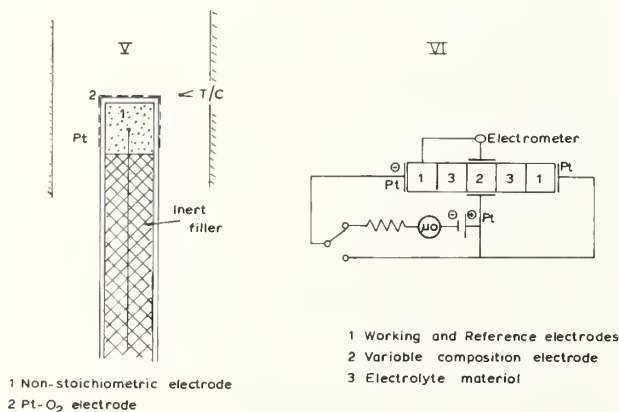 V
2
T/C
1
Pt
Inert
filler
1 Non-stoichiometric electrode
2 Pt-O₂ electrode
VI
Electrometer
⊖
Pt
1 3 2 3 1
Pt
μa
⊖ ⊕
Pt
1 Working and Reference electrodes
2 Variable composition electrode
3 Electrolyte material